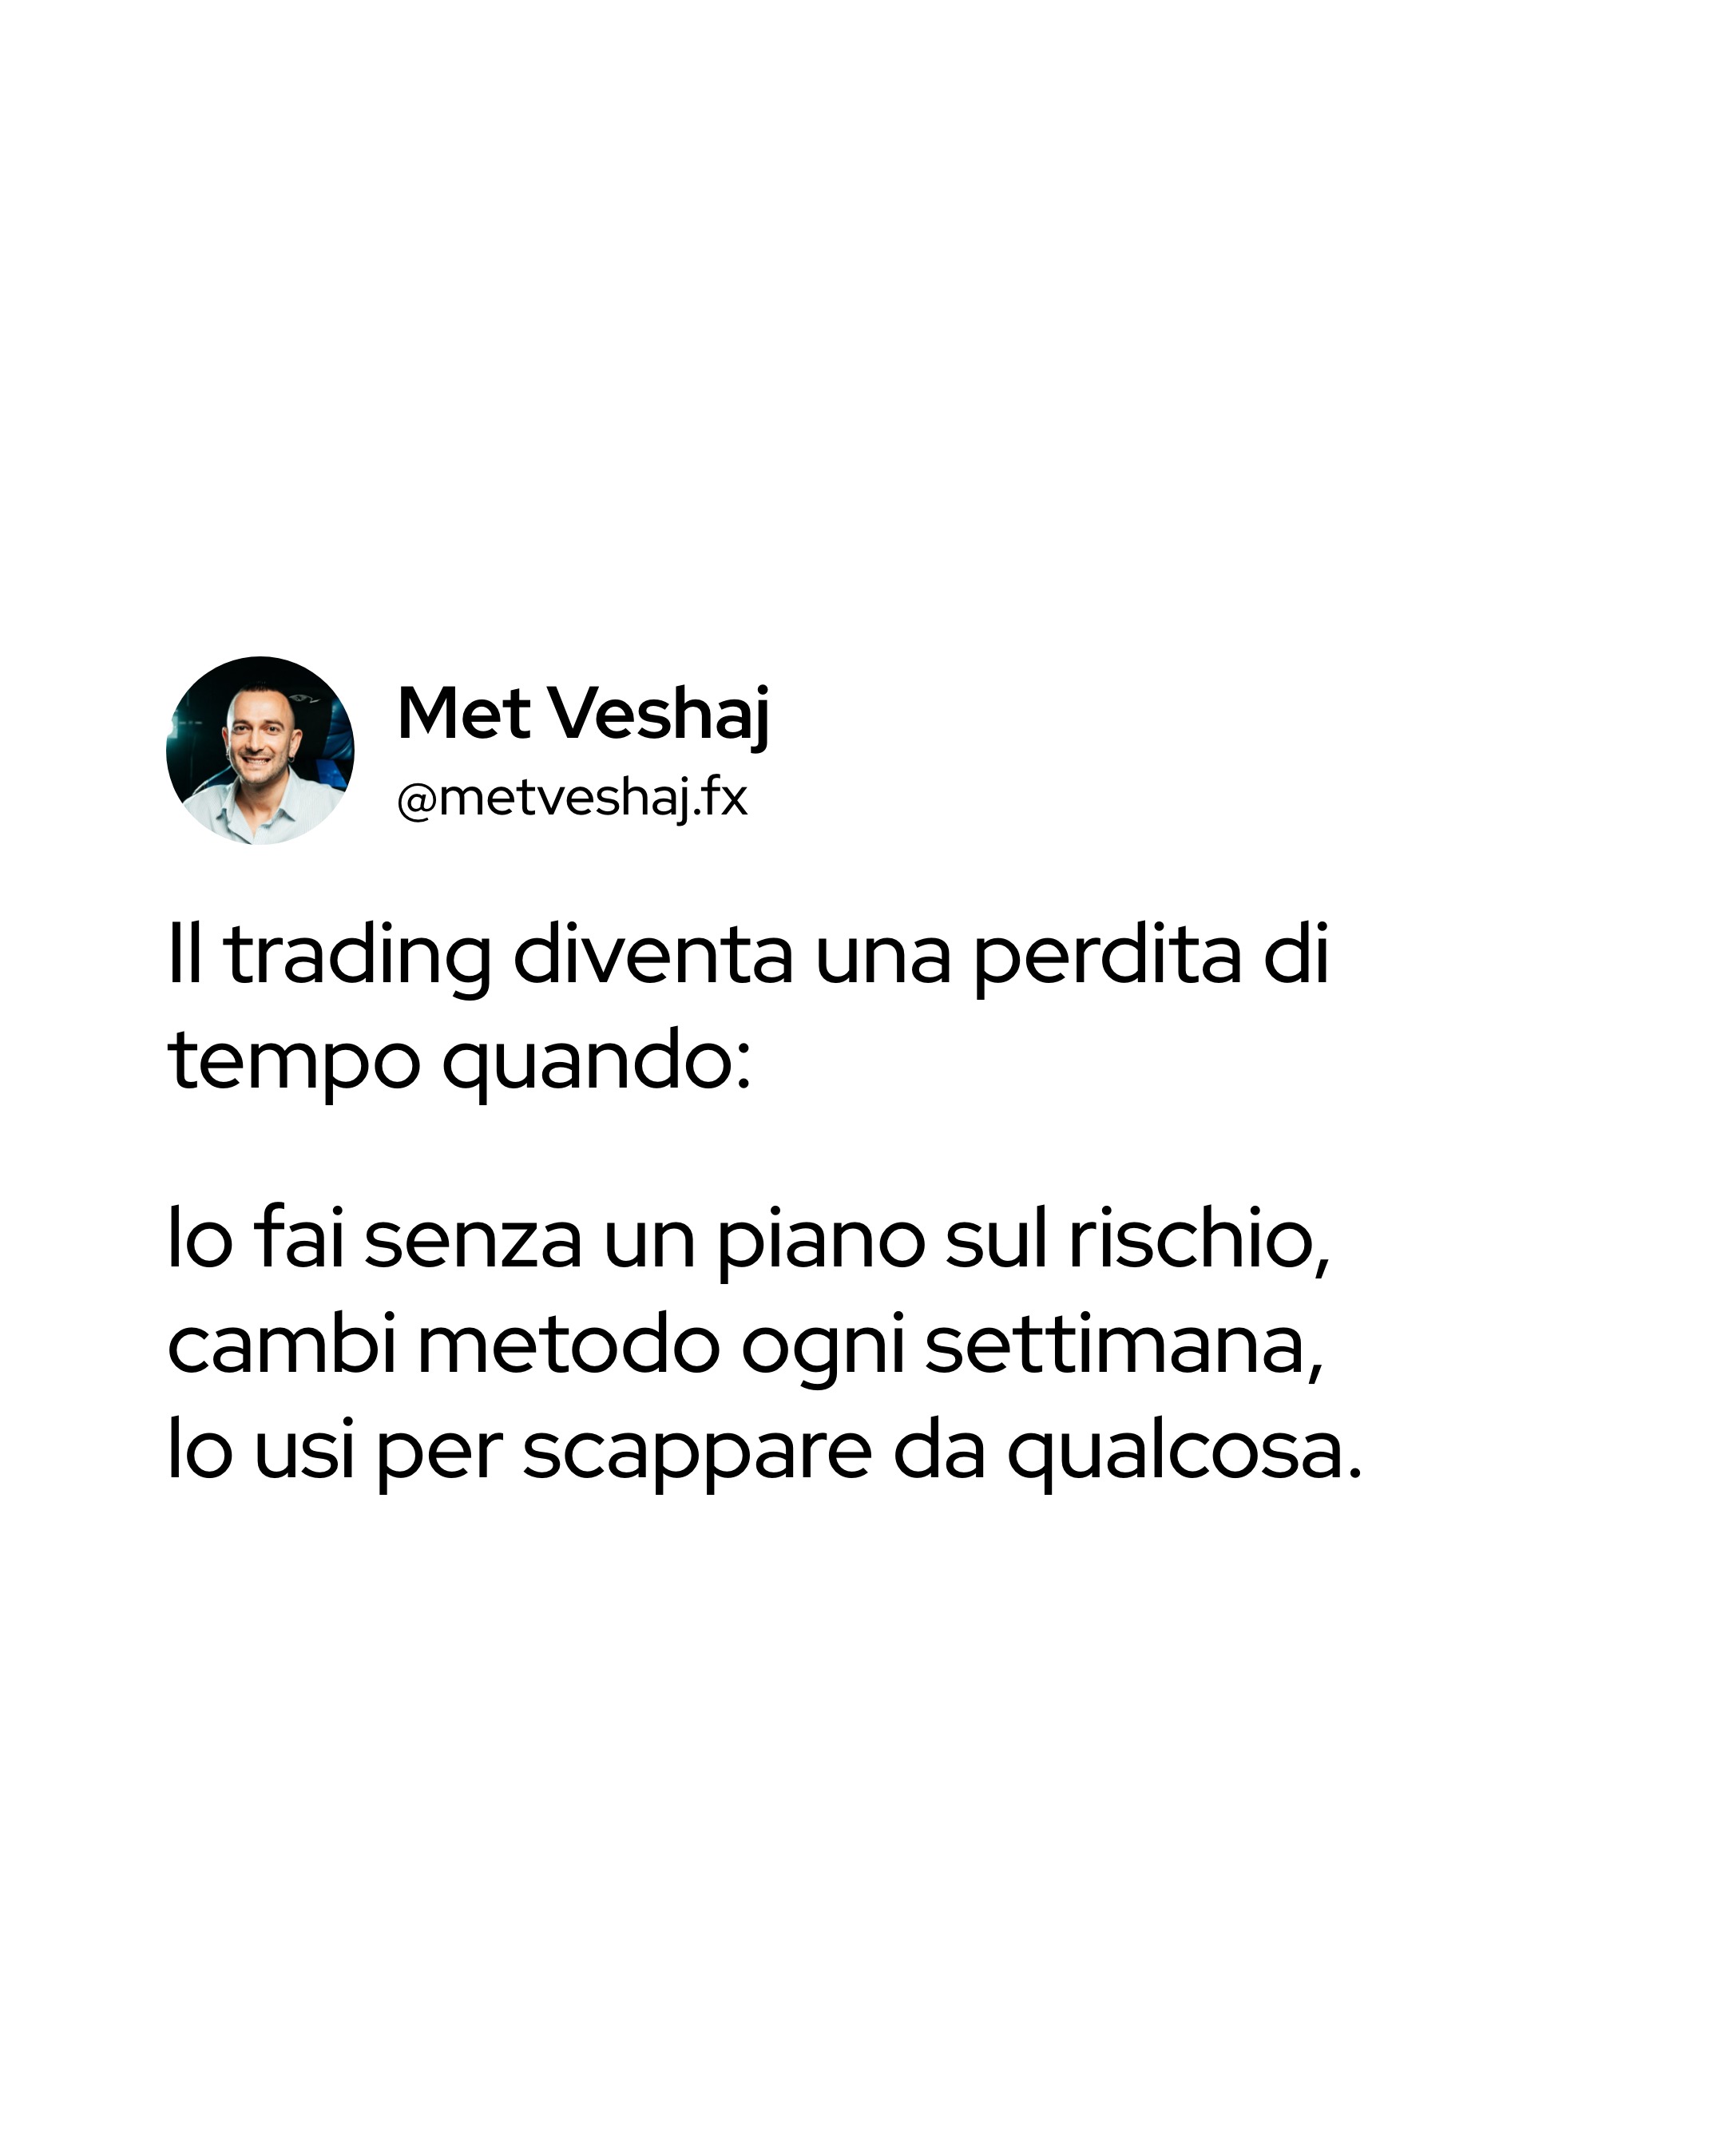 Met Veshaj
@metveshaj.fx
Il trading diventa una perdita di
tempo quando:
lo fai senza un piano sul rischio,
cambi metodo ogni settimana,
lo usi per scappare da qualcosa.